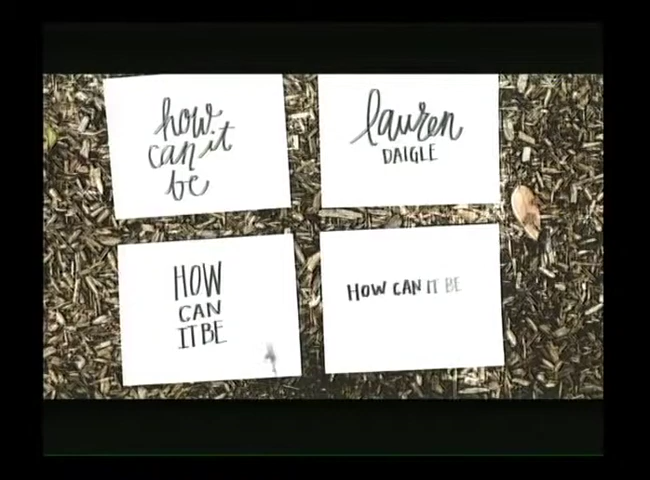 how
can it
be
lauren
DAIGLE
HOW
CAN
IT BE
HOW CAN IT BE